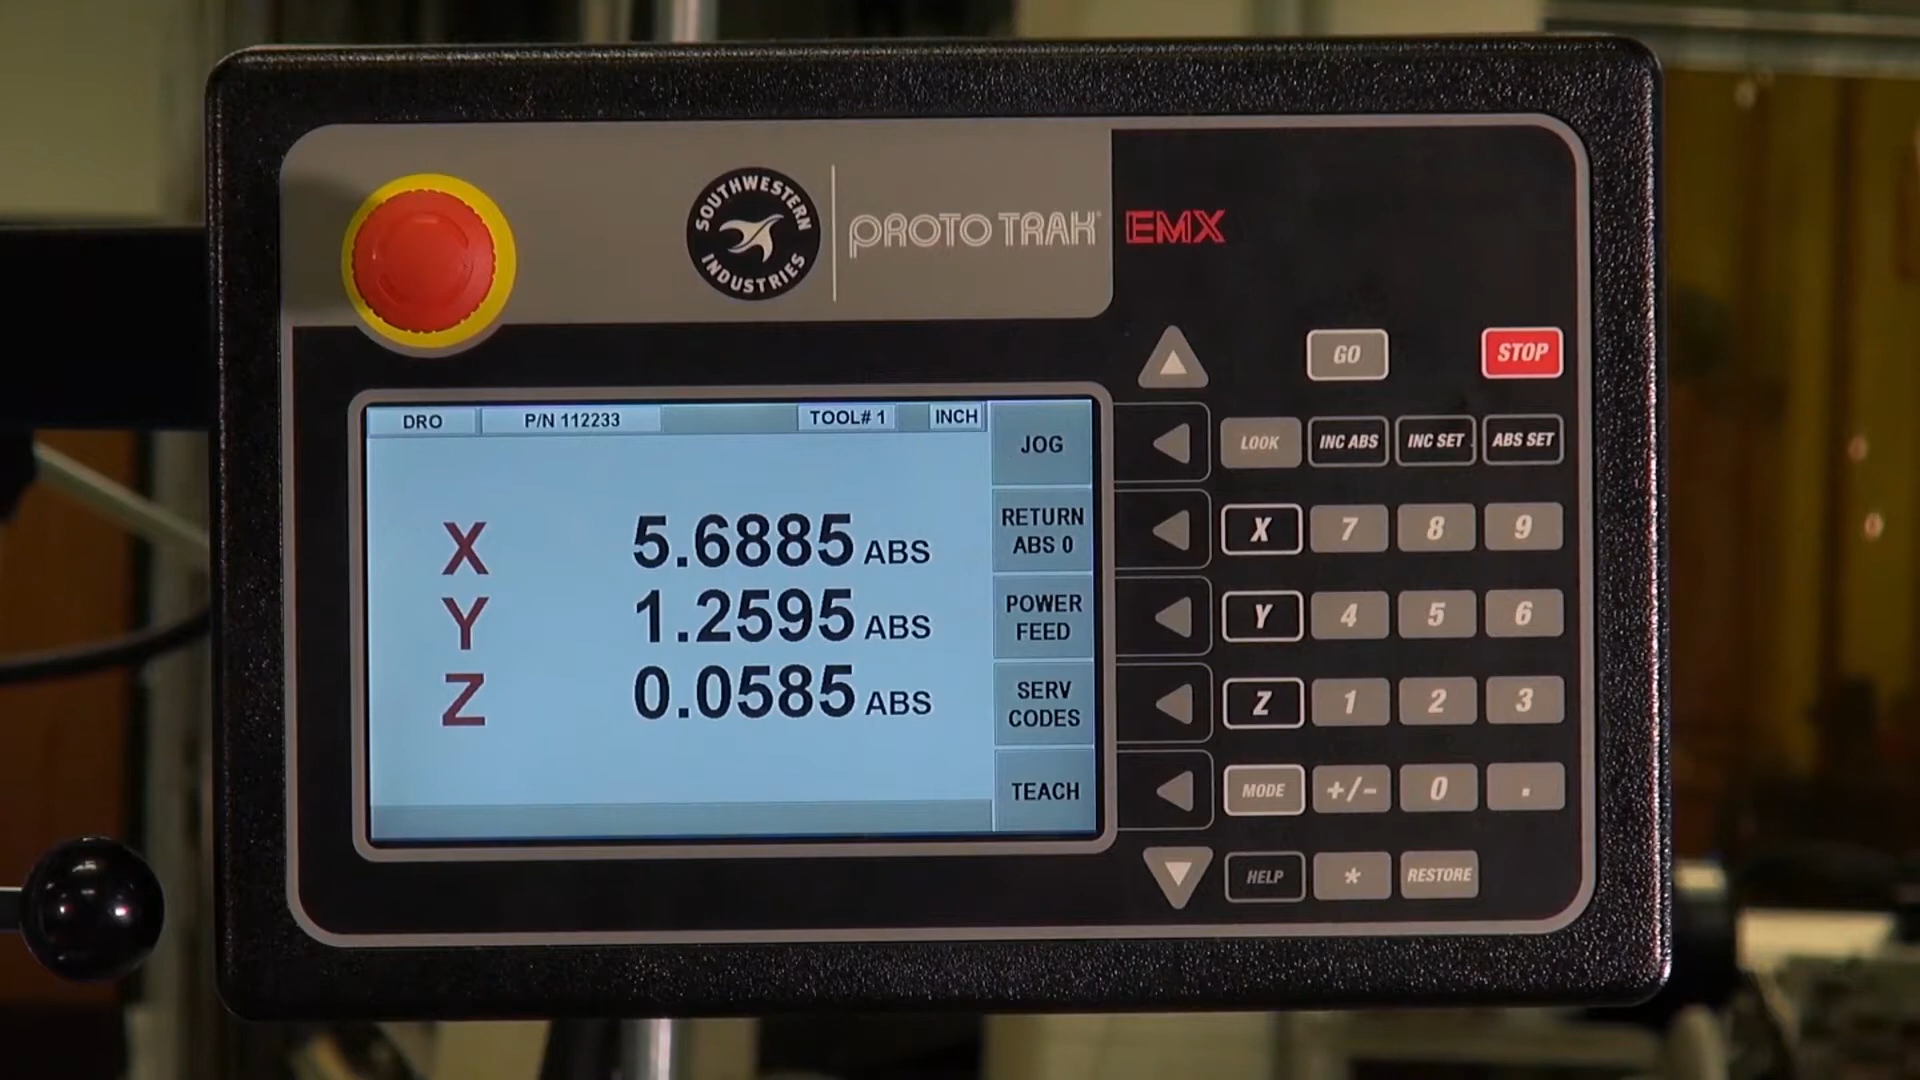 SOUTHWESTERN
INDUSTRIES
PROTO TRAK® EMX
GO STOP
DRO P/N 112233 TOOL# 1 INCH
JOG
LOOK INC ABS INC SET ABS SET
X 5.6885 ABS
RETURN
ABS 0
X 7 8 9
Y 1.2595 ABS
POWER
FEED
Y 4 5 6
Z 0.0585 ABS
SERV
CODES
Z 1 2 3
TEACH
MODE +/- 0 .
HELP * RESTORE